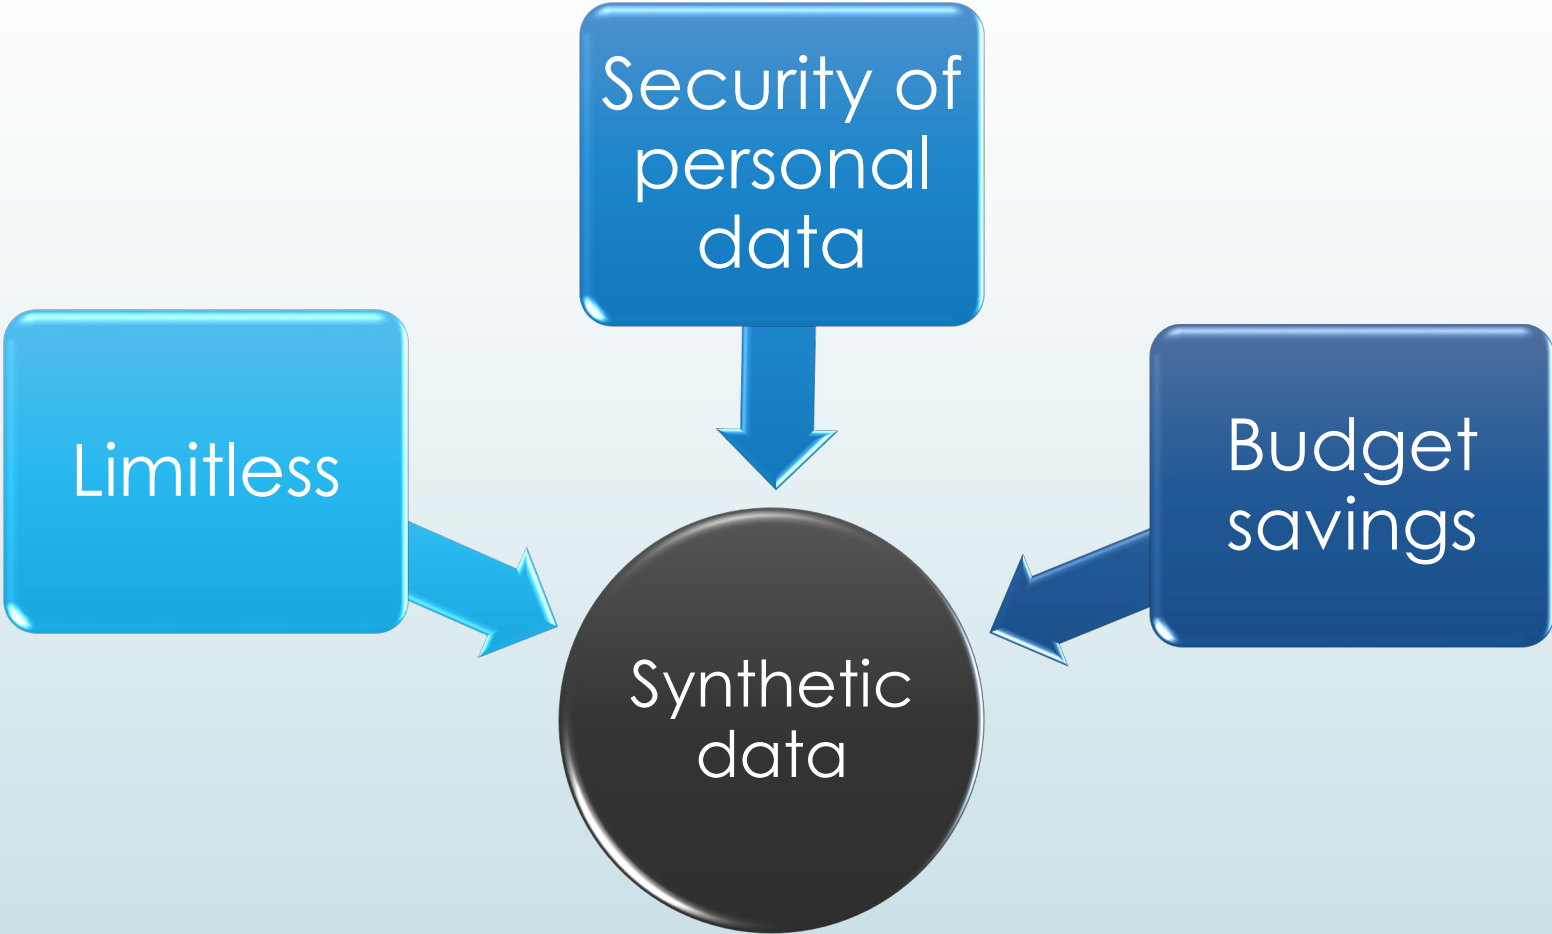 Security of
personal
data
Limitless
Budget
savings
Synthetic
data